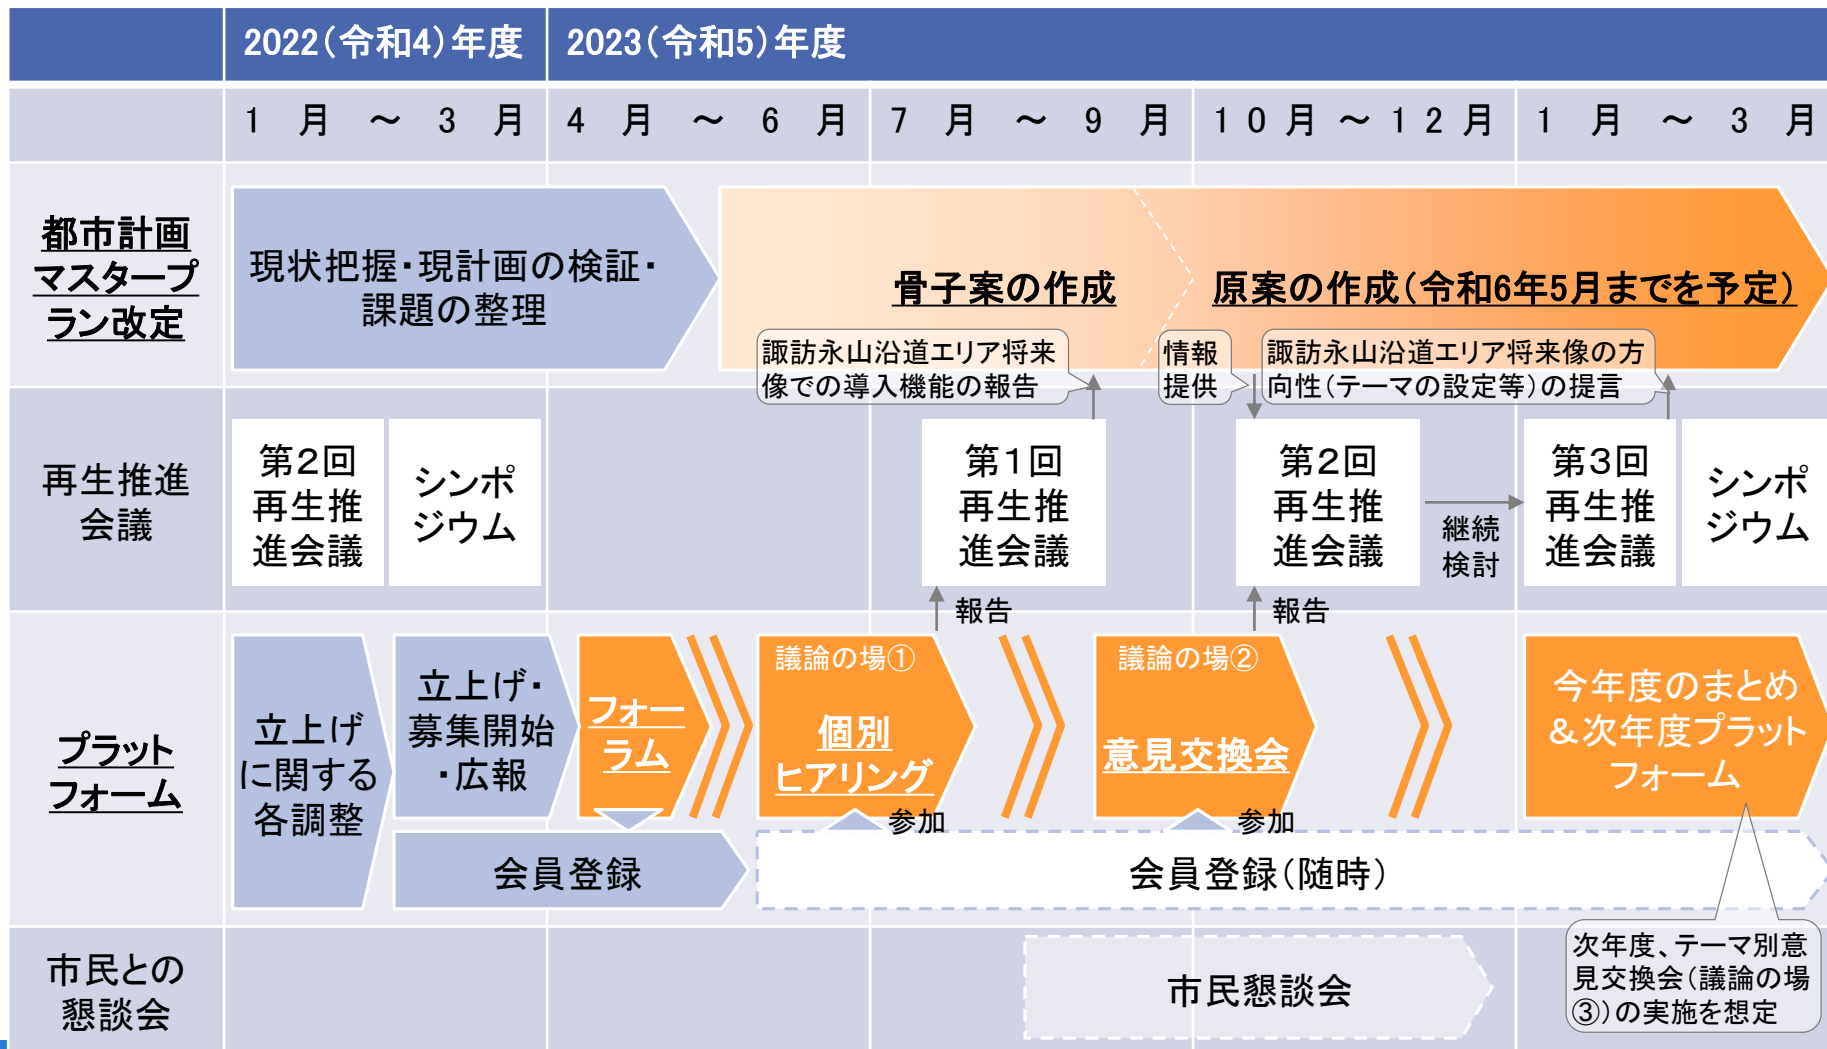 2022(令和4)年度
2023(令和5)年度
1月～3月
4月～6月
7月～9月
10月～12月
1月～3月
都市計画
マスタープ
ラン改定
現状把握・現計画の検証・
課題の整理
骨子案の作成
原案の作成(令和6年5月までを予定)
諏訪永山沿道エリア将来
像での導入機能の報告
情報
提供
諏訪永山沿道エリア将来像の方
向性(テーマの設定等)の提言
再生推進
会議
第2回
再生推
進会議
シンポ
ジウム
第1回
再生推
進会議
第2回
再生推
進会議
継続
検討
第3回
再生推
進会議
シンポ
ジウム
報告
報告
プラット
フォーム
立上げ
に関する
各調整
立上げ・
募集開始
・広報
フォー
ラム
議論の場①
個別
ヒアリング
議論の場②
意見交換会
今年度のまとめ
＆次年度プラット
フォーム
参加
参加
会員登録
会員登録(随時)
次年度、テーマ別意
見交換会(議論の場
③)の実施を想定
市民との
懇談会
市民懇談会